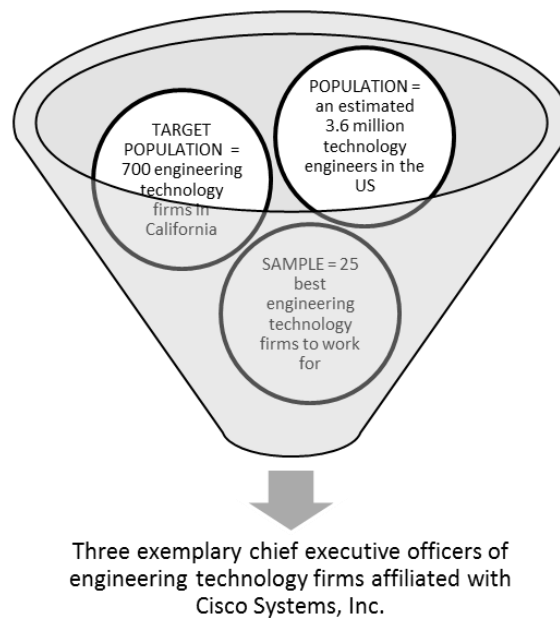 POPULATION =
an estimated
3.6 million
technology
engineers in the
US
TARGET
POPULATION =
700 engineering
technology
firms in
California
SAMPLE = 25
best
engineering
technology
firms to work
for
Three exemplary chief executive officers of
engineering technology firms affiliated with
Cisco Systems, Inc.